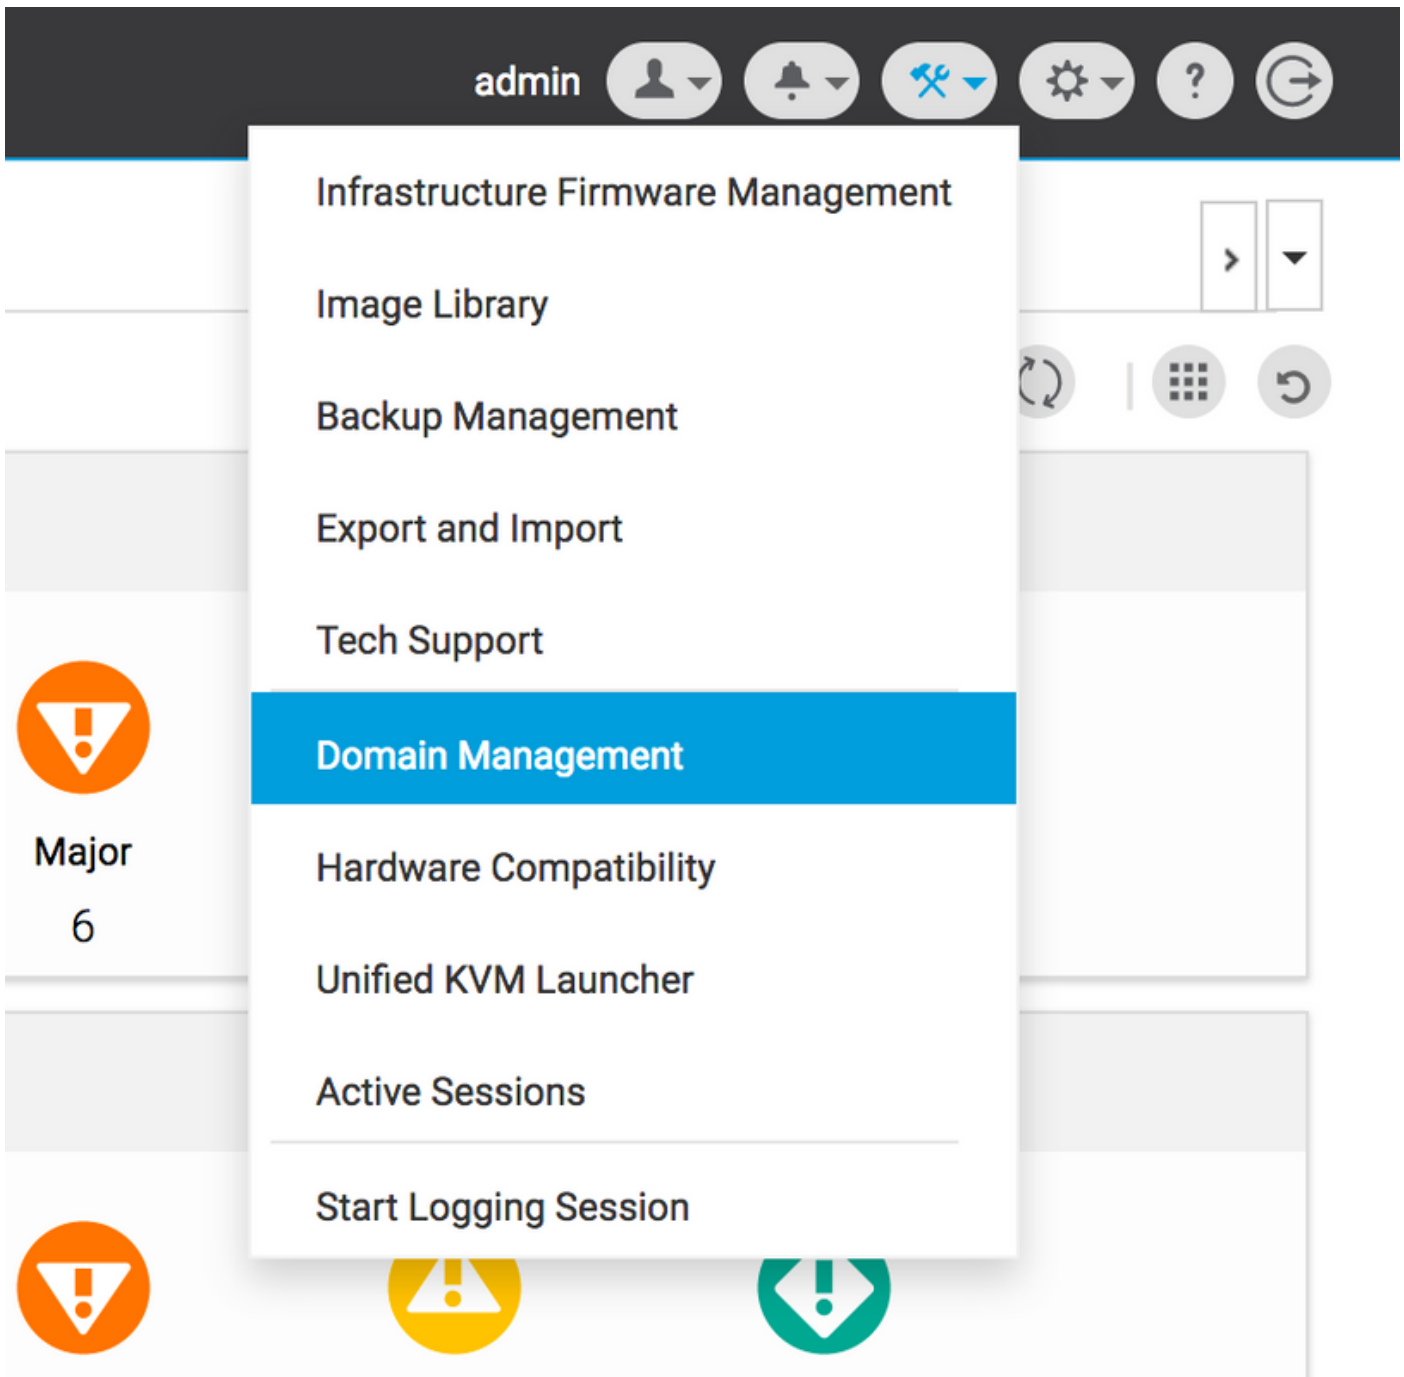 admin
?
Infrastructure Firmware Management
Image Library
Backup Management
Export and Import
Tech Support
Domain Management
Major
Hardware Compatibility
6
Unified KVM Launcher
Active Sessions
Start Logging Session